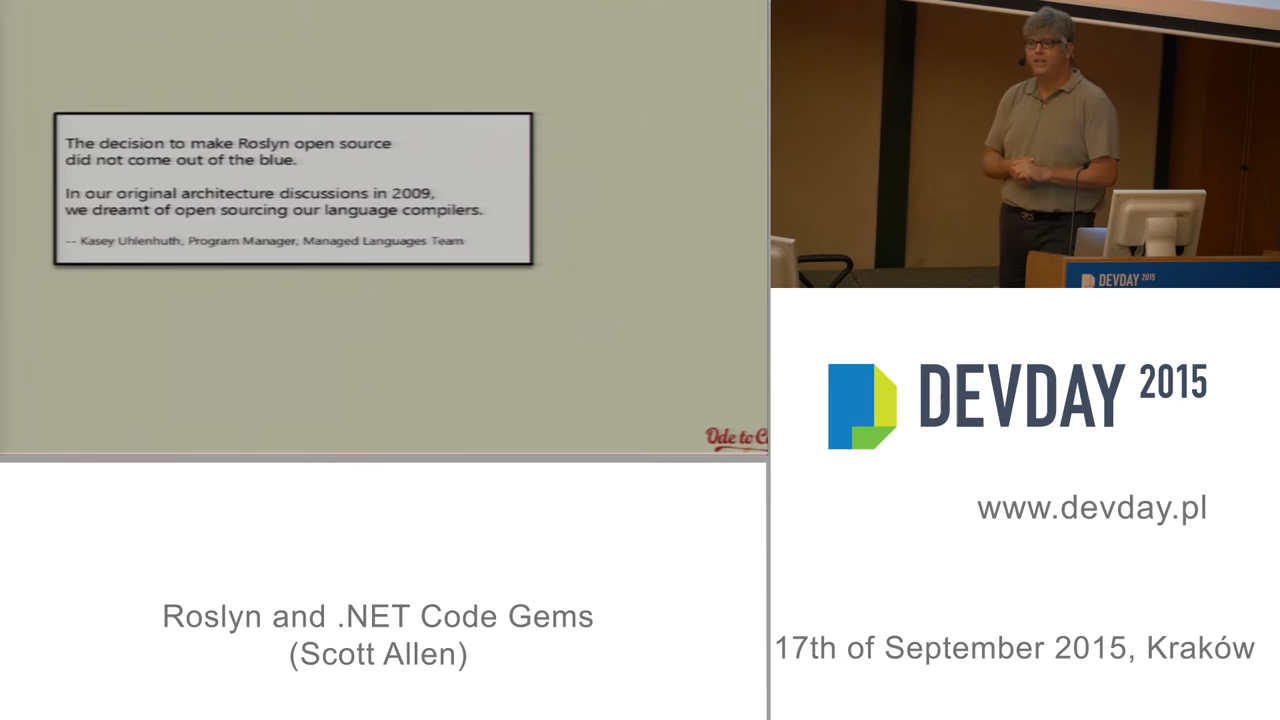 The decision to make Roslyn open source
did not come out of the blue.
In our original architecture discussions in 2009,
we dreamt of open sourcing our language compilers.
-- Kasey Uhlenhuth, Program Manager, Managed Languages Team
Ode to C
DEVDAY 2015
DEVDAY 2015
www.devday.pl
Roslyn and .NET Code Gems
(Scott Allen)
17th of September 2015, Kraków